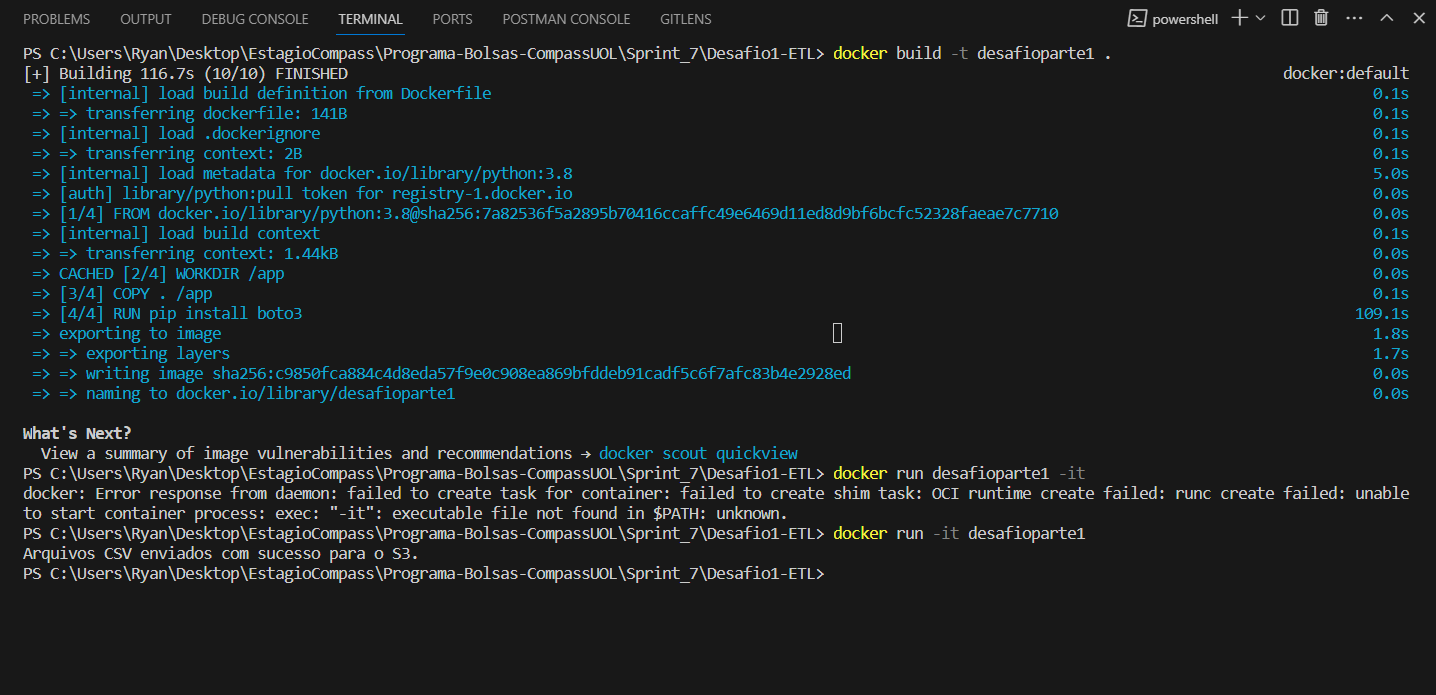 PROBLEMS OUTPUT DEBUG CONSOLE TERMINAL PORTS POSTMAN CONSOLE GITLENS powershell
PS C:\Users\Ryan\Desktop\EstagioCompass\Programa-Bolsas-CompassUOL\Sprint_7\Desafio1-ETL> docker build -t desafioparte1 .
[+] Building 116.7s (10/10) FINISHED docker:default
=> [internal] load build definition from Dockerfile 0.1s
=> => transferring dockerfile: 141B 0.1s
=> [internal] load .dockerignore 0.1s
=> => transferring context: 2B 0.1s
=> [internal] load metadata for docker.io/library/python:3.8 5.0s
=> [auth] library/python:pull token for registry-1.docker.io 0.0s
=> [1/4] FROM docker.io/library/python:3.8@sha256:7a82536f5a2895b70416ccaffc49e6469d11ed8d9bf6bcfc52328faeae7c7710 0.0s
=> [internal] load build context 0.1s
=> => transferring context: 1.44kB 0.0s
=> CACHED [2/4] WORKDIR /app 0.0s
=> [3/4] COPY . /app 0.1s
=> [4/4] RUN pip install boto3 109.1s
=> exporting to image 1.8s
=> => exporting layers 1.7s
=> => writing image sha256:c9850fca884c4d8eda57f9e0c908ea869bfddeb91cadf5c6f7afc83b4e2928ed 0.0s
=> => naming to docker.io/library/desafioparte1 0.0s
What's Next?
View a summary of image vulnerabilities and recommendations → docker scout quickview
PS C:\Users\Ryan\Desktop\EstagioCompass\Programa-Bolsas-CompassUOL\Sprint_7\Desafio1-ETL> docker run desafioparte1 -it
docker: Error response from daemon: failed to create task for container: failed to create shim task: OCI runtime create failed: runc create failed: unable
to start container process: exec: "-it": executable file not found in $PATH: unknown.
PS C:\Users\Ryan\Desktop\EstagioCompass\Programa-Bolsas-CompassUOL\Sprint_7\Desafio1-ETL> docker run -it desafioparte1
Arquivos CSV enviados com sucesso para o S3.
PS C:\Users\Ryan\Desktop\EstagioCompass\Programa-Bolsas-CompassUOL\Sprint_7\Desafio1-ETL>